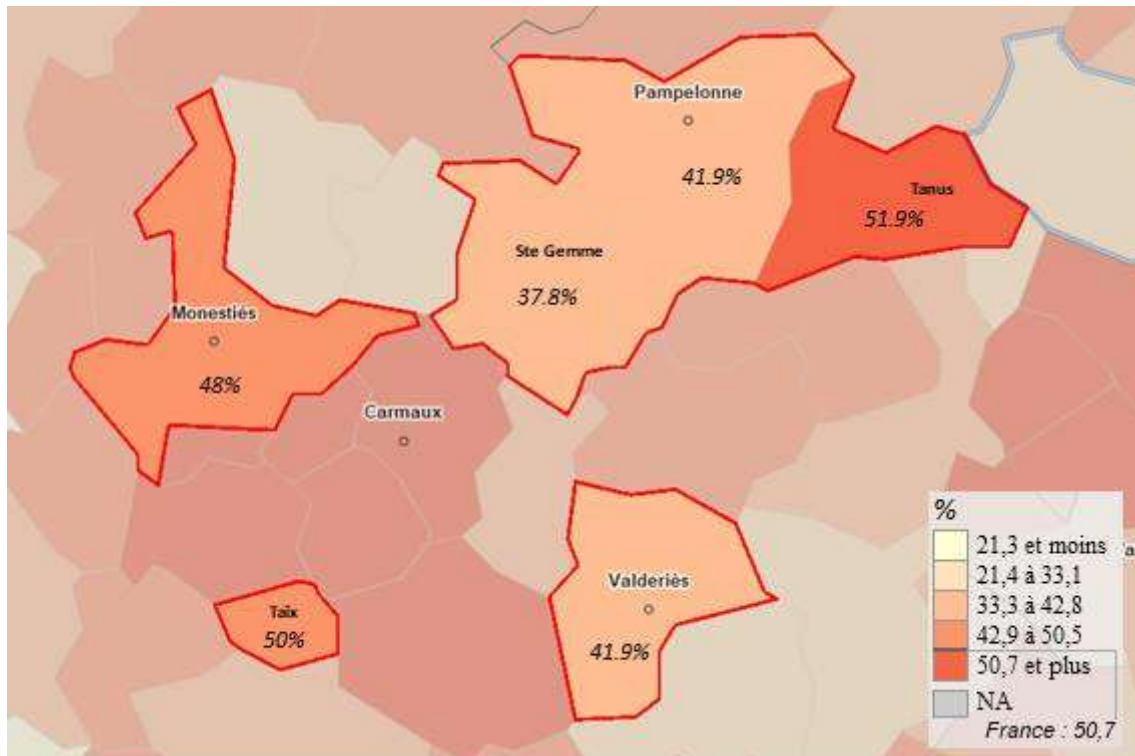 Pampelonne
41.9%
Tanus
51.9%
Ste Gemme
37.8%
Monestiés
48%
Carmaux
Valderiès
41.9%
Taïx
50%
%
21,3 et moins
21,4 à 33,1
33,3 à 42,8
42,9 à 50,5
50,7 et plus
NA
France : 50,7